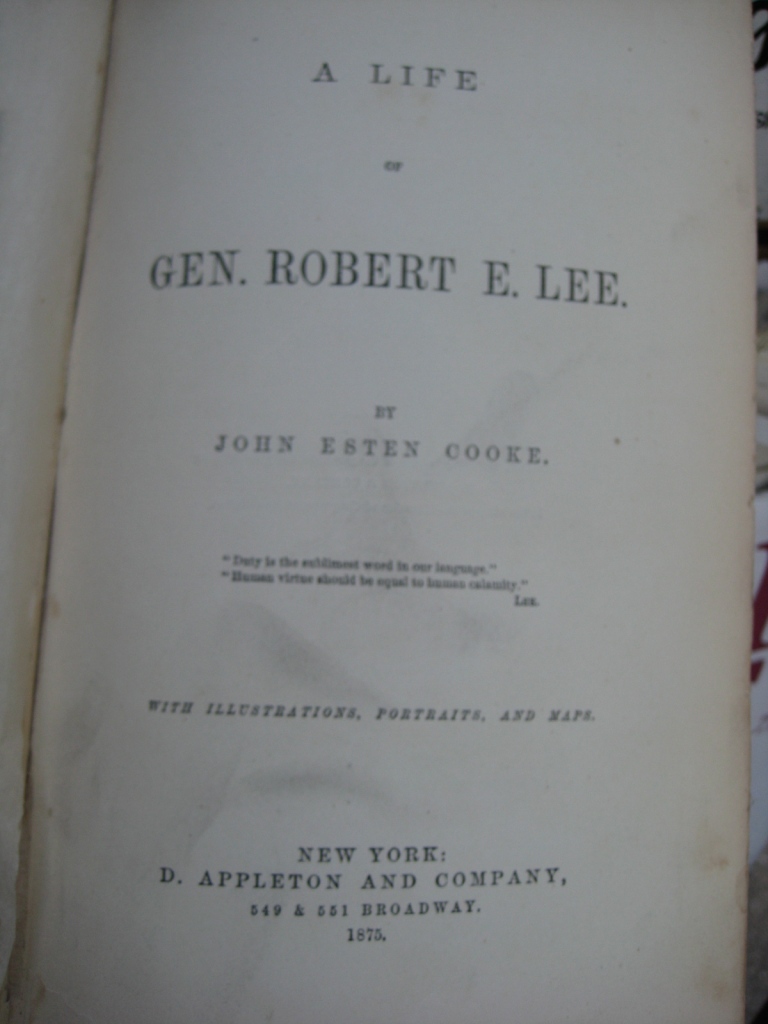 A LIFE
OF
GEN. ROBERT E. LEE.
BY
JOHN ESTEN COOKE.
"Duty is the sublimest word in our language."
"Human virtue should be equal to human calamity."
LEE.
WITH ILLUSTRATIONS, PORTRAITS, AND MAPS.
NEW YORK:
D. APPLETON AND COMPANY,
549 & 551 BROADWAY.
1875.